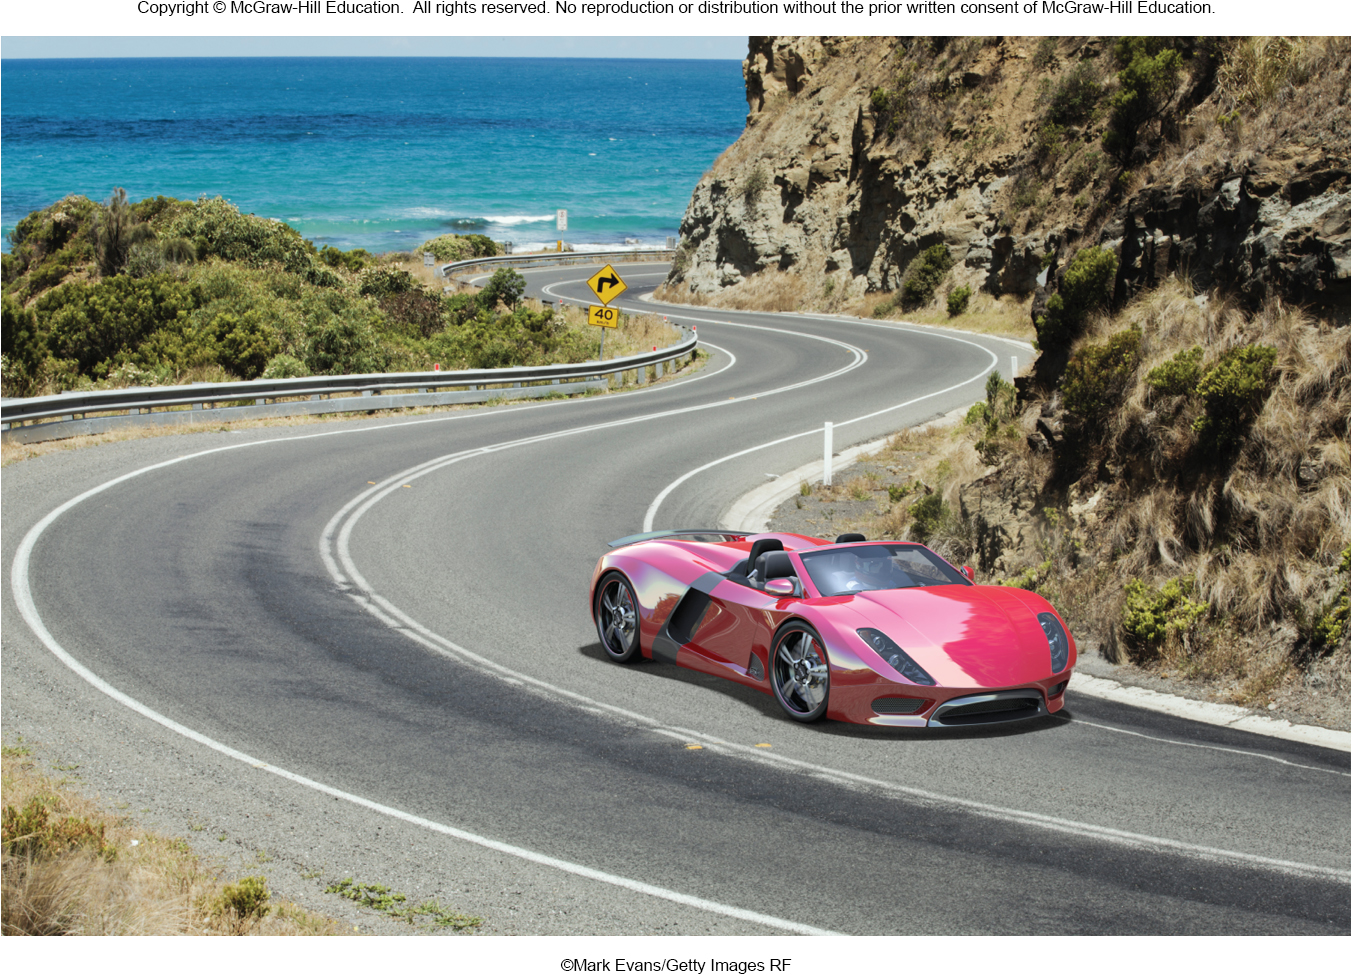 Copyright © McGraw-Hill Education.  All rights reserved. No reproduction or distribution without the prior written consent of McGraw-Hill Education.
40
©Mark Evans/Getty Images RF